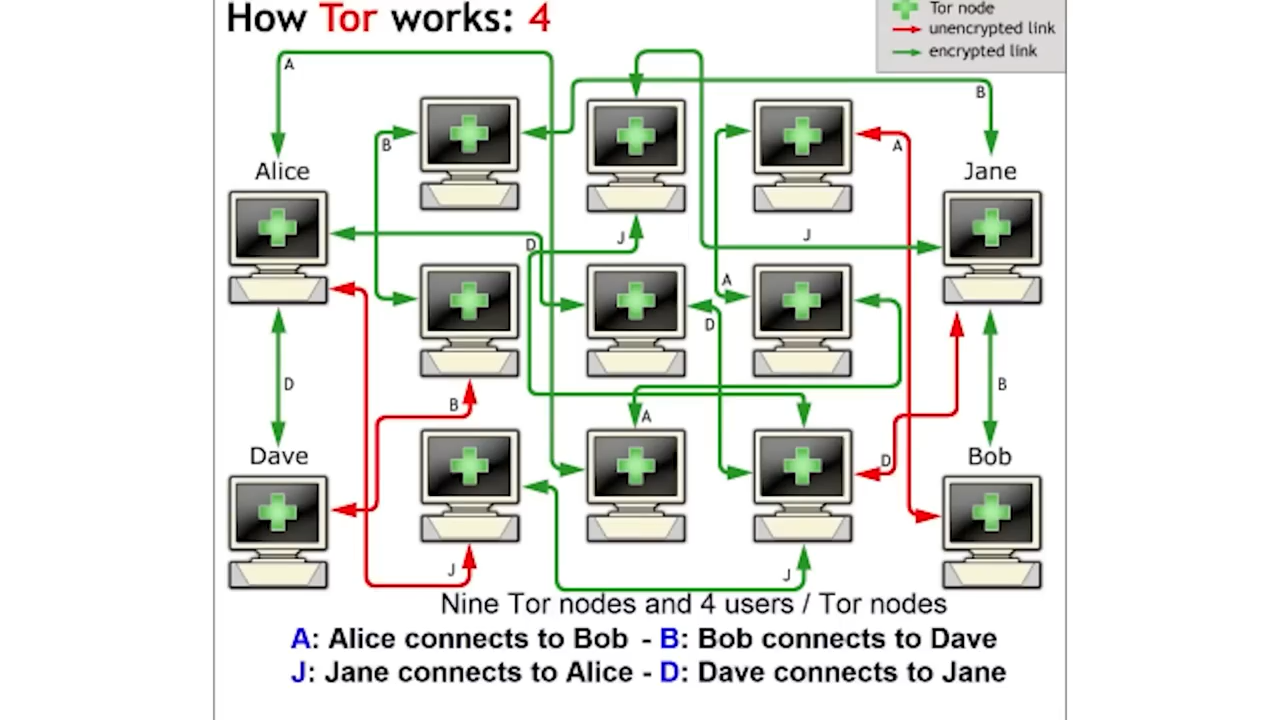 How Tor works: 4
Tor node
unencrypted link
encrypted link
A
B
B
A
Alice
Jane
D
J
J
A
D
D
B
B
A
Dave
Bob
D
J
J
Nine Tor nodes and 4 users / Tor nodes
A: Alice connects to Bob - B: Bob connects to Dave
J: Jane connects to Alice - D: Dave connects to Jane